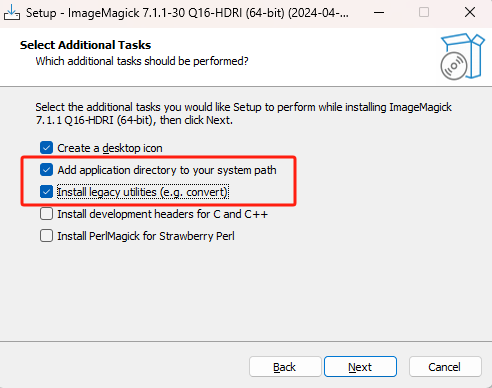 Setup - ImageMagick 7.1.1-30 Q16-HDRI (64-bit) (2024-04-...
Select Additional Tasks
Which additional tasks should be performed?
Select the additional tasks you would like Setup to perform while installing ImageMagick
7.1.1 Q16-HDRI (64-bit), then click Next.
Create a desktop icon
Add application directory to your system path
Install legacy utilities (e.g. convert)
Install development headers for C and C++
Install PerlMagick for Strawberry Perl
Back
Next
Cancel